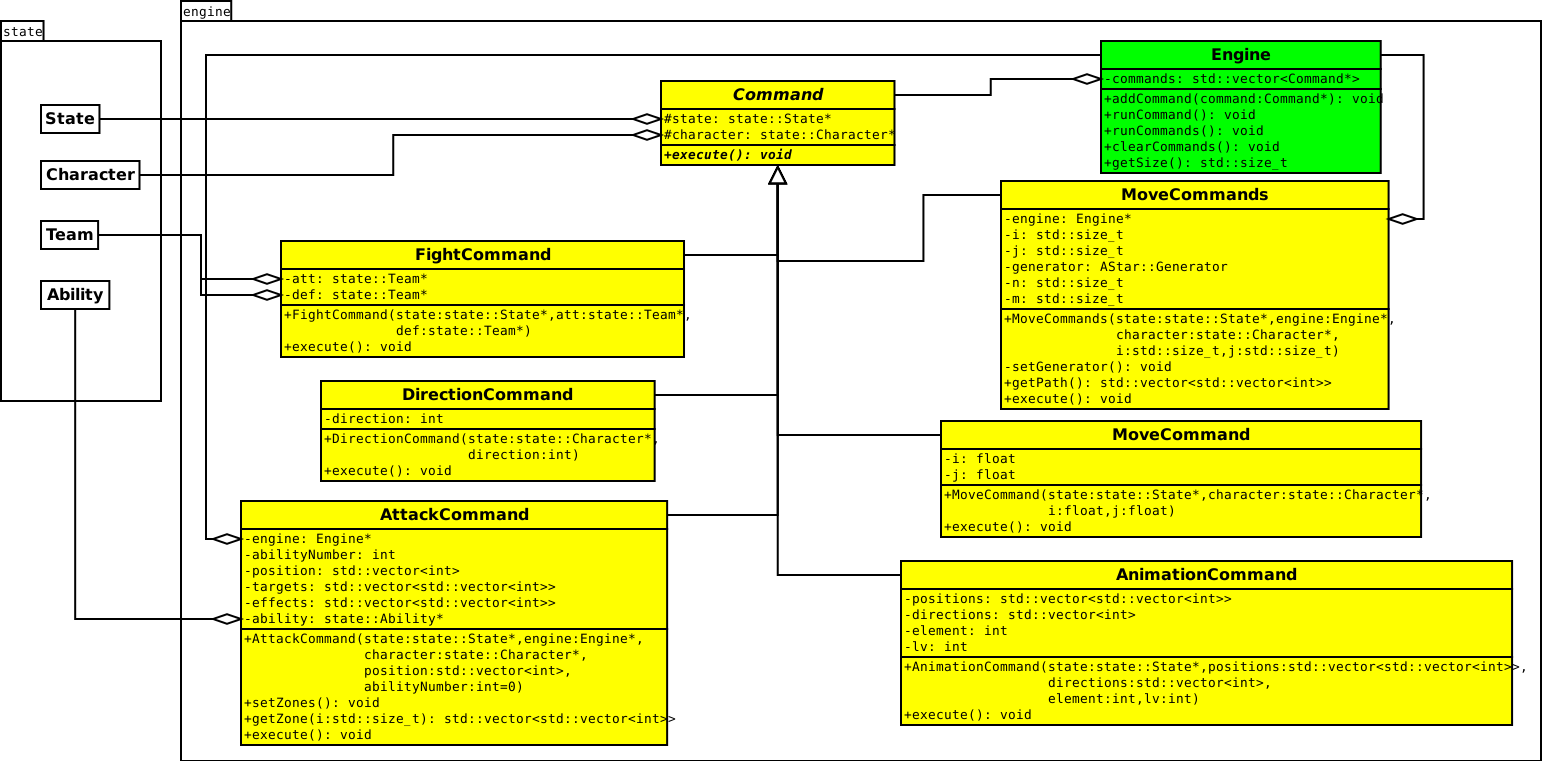 state
State
Character
Team
Ability
engine
Engine
-commands: std::vector<Command*>
+addCommand(command:Command*): void
+runCommand(): void
+runCommands(): void
+clearCommands(): void
+getSize(): std::size_t
Command
#state: state::State*
#character: state::Character*
+execute(): void
MoveCommands
-engine: Engine*
-i: std::size_t
-j: std::size_t
-generator: AStar::Generator
-n: std::size_t
-m: std::size_t
+MoveCommands(state:state::State*,engine:Engine*,
character:state::Character*,
i:std::size_t,j:std::size_t)
-setGenerator(): void
+getPath(): std::vector<std::vector<int>>
+execute(): void
FightCommand
-att: state::Team*
-def: state::Team*
+FightCommand(state:state::State*,att:state::Team*,
def:state::Team*)
+execute(): void
DirectionCommand
-direction: int
+DirectionCommand(state:state::Character*,
direction:int)
+execute(): void
MoveCommand
-i: float
-j: float
+MoveCommand(state:state::State*,character:state::Character*,
i:float,j:float)
+execute(): void
AttackCommand
-engine: Engine*
-abilityNumber: int
-position: std::vector<int>
-targets: std::vector<std::vector<int>>
-effects: std::vector<std::vector<int>>
-ability: state::Ability*
+AttackCommand(state:state::State*,engine:Engine*,
character:state::Character*,
position:std::vector<int>,
abilityNumber:int=0)
+setZones(): void
+getZone(i:std::size_t): std::vector<std::vector<int>>
+execute(): void
AnimationCommand
-positions: std::vector<std::vector<int>>
-directions: std::vector<int>
-element: int
-lv: int
+AnimationCommand(state:state::State*,positions:std::vector<std::vector<int>>,
directions:std::vector<int>,
element:int,lv:int)
+execute(): void